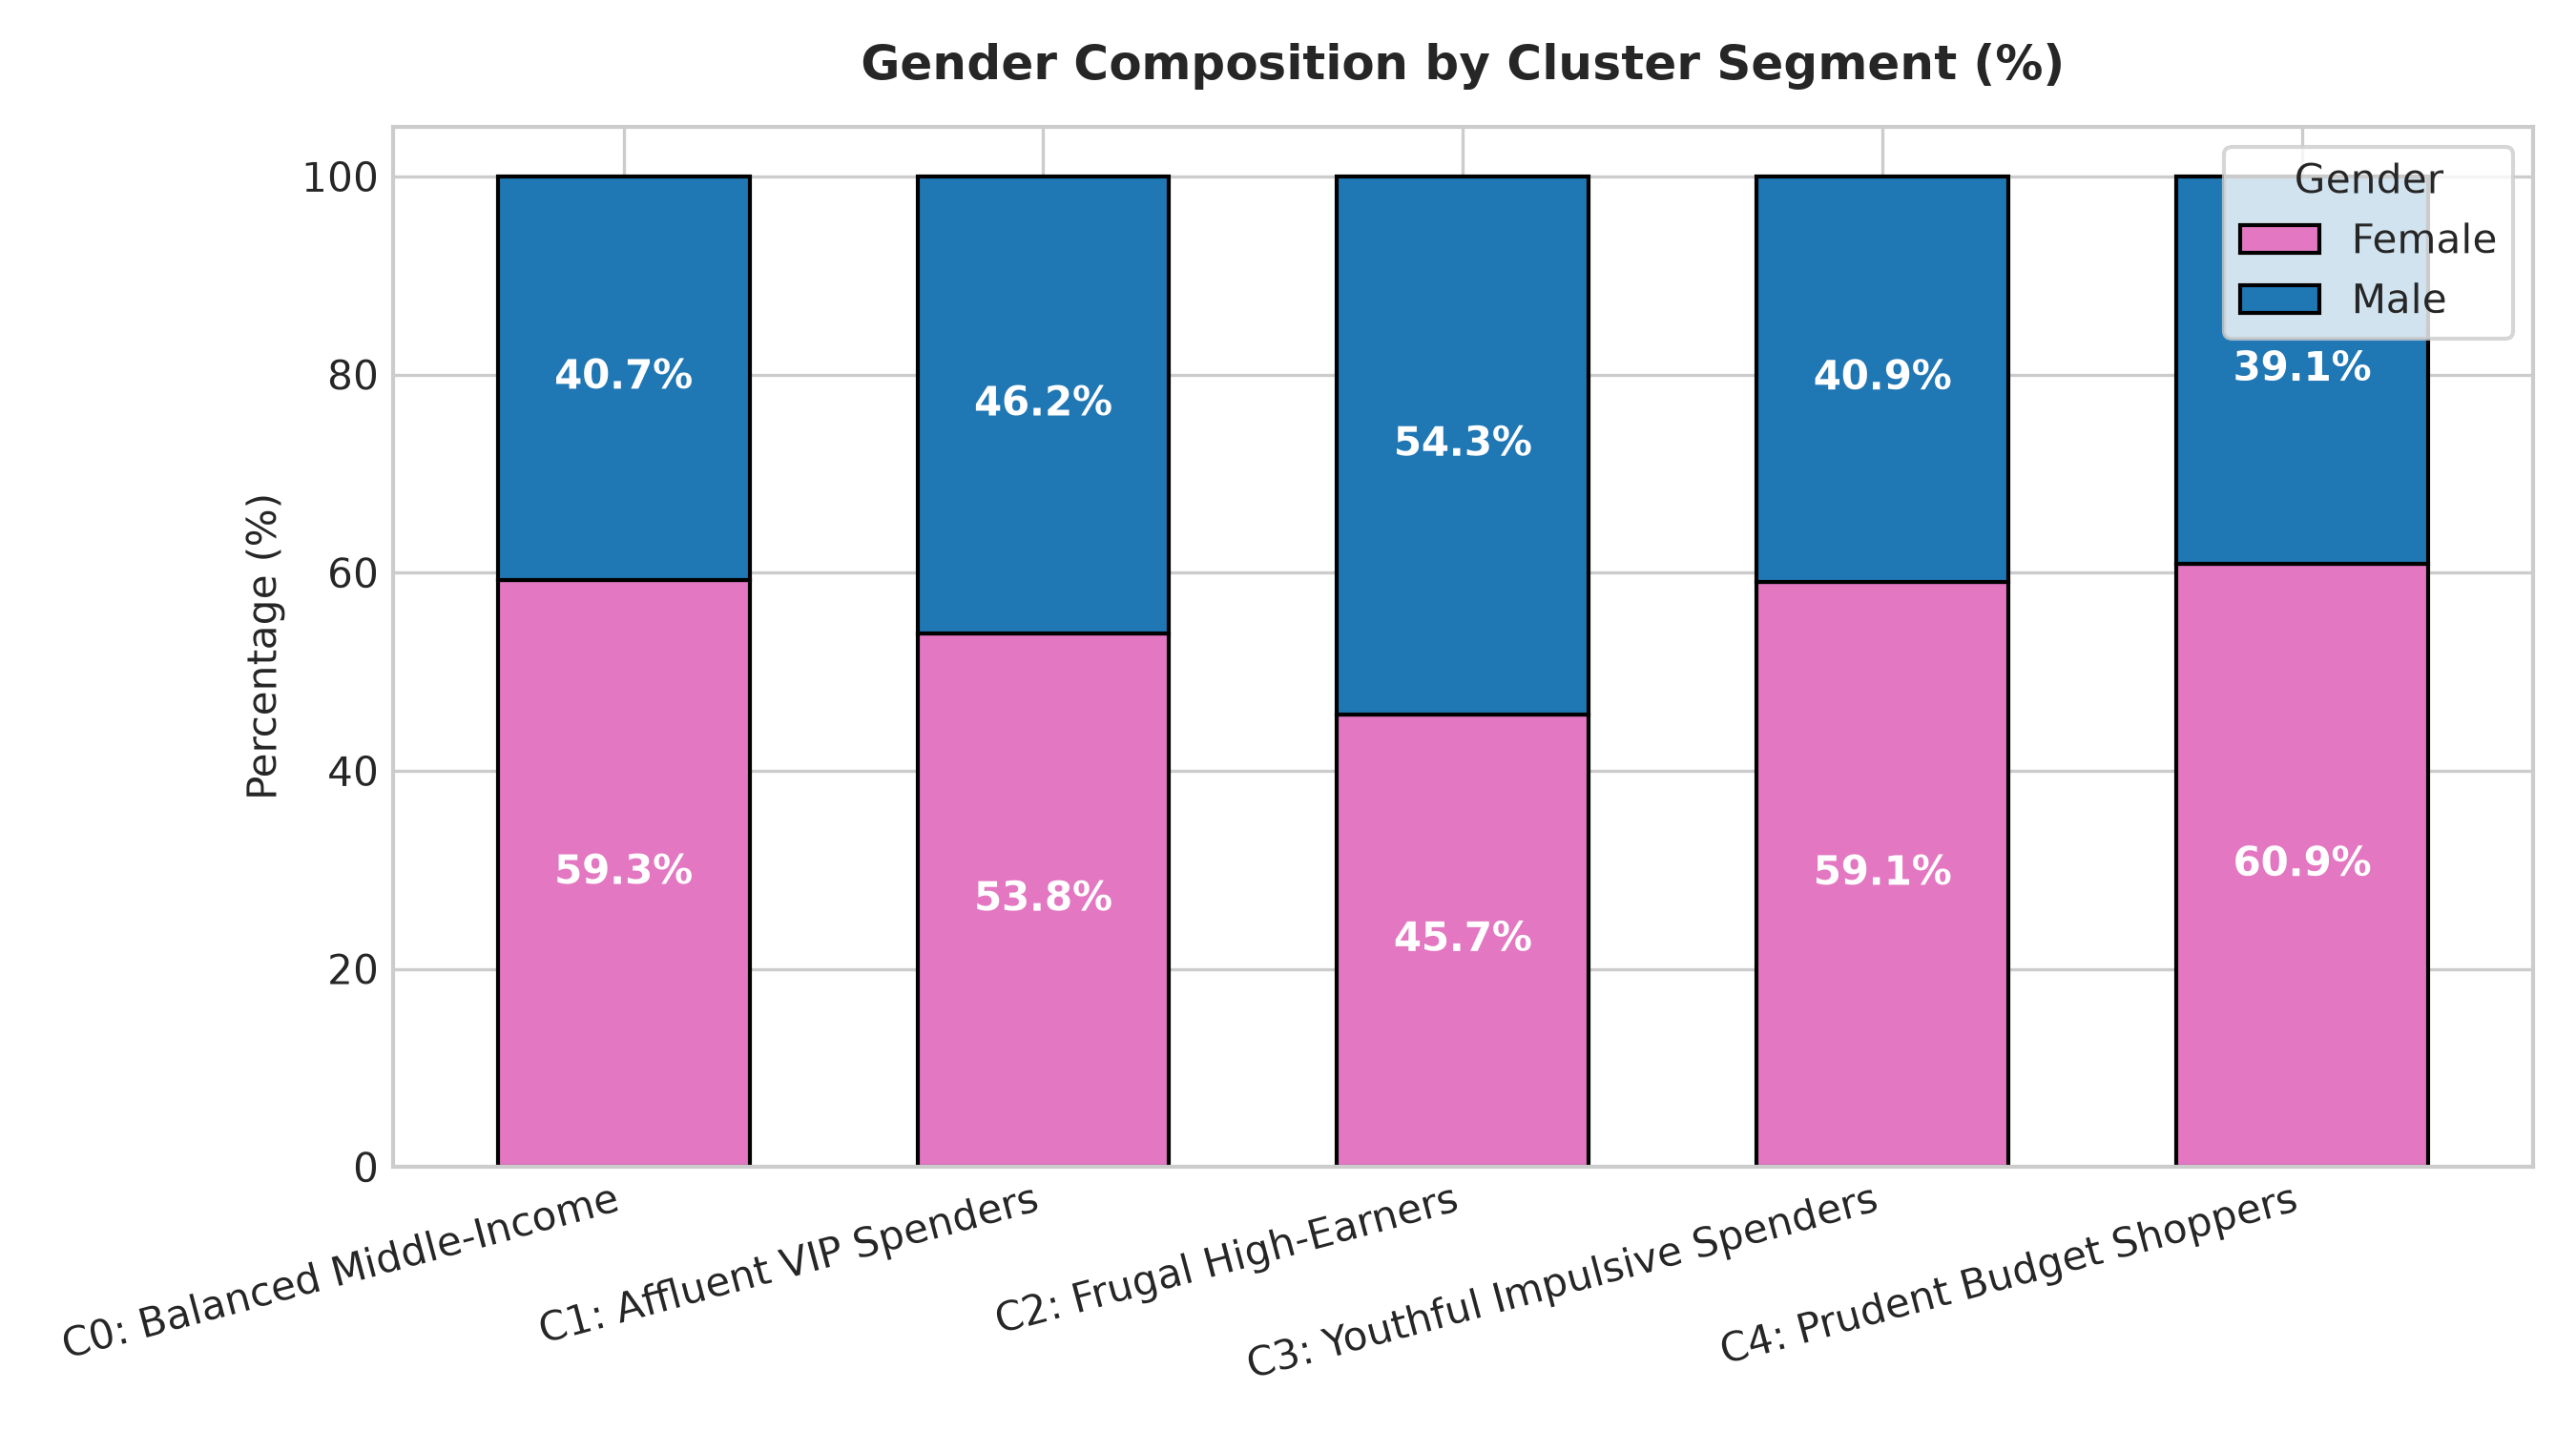 Gender Composition by Cluster Segment (%)
Percentage (%)
100
80
60
40
20
0
Gender
Female
Male
40.7%
46.2%
54.3%
40.9%
39.1%
59.3%
53.8%
45.7%
59.1%
60.9%
C0: Balanced Middle-Income
C1: Affluent VIP Spenders
C2: Frugal High-Earners
C3: Youthful Impulsive Spenders
C4: Prudent Budget Shoppers